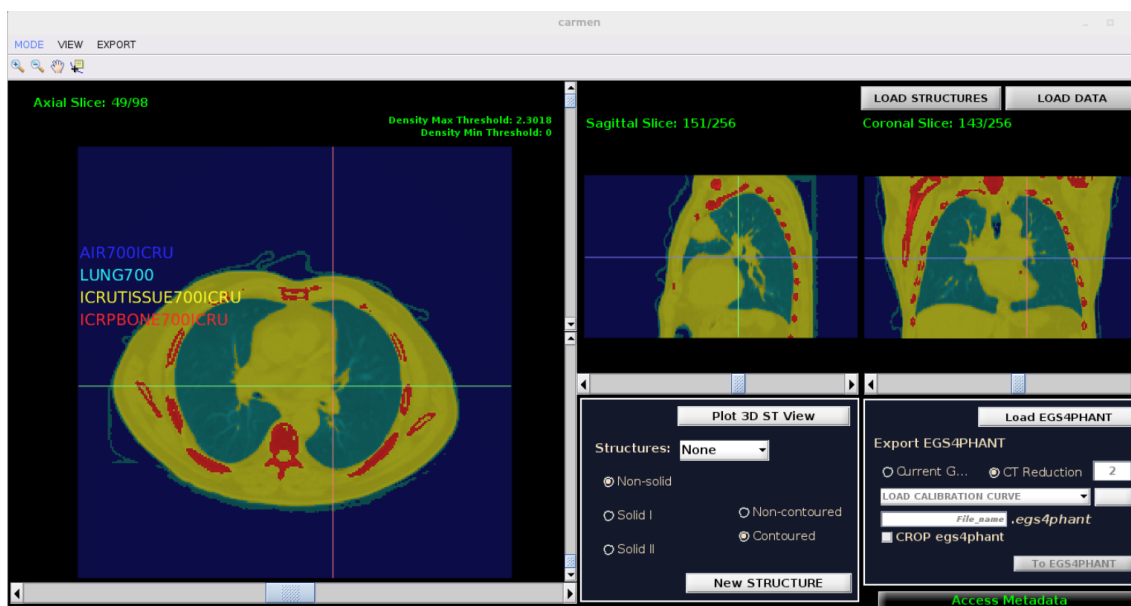 carmen
MODE VIEW EXPORT
Axial Slice: 49/98
Density Max Threshold: 2.3018
Density Min Threshold: 0
AIR700ICRU
LUNG700
ICRUTISSUE700ICRU
ICRPBONE700ICRU
LOAD STRUCTURES LOAD DATA
Sagittal Slice: 151/256 Coronal Slice: 143/256
Plot 3D ST View
Structures: None
Non-solid
Solid I
Solid II
Non-contoured
Contoured
New STRUCTURE
Load EGS4PHANT
Export EGS4PHANT
Current G... CT Reduction 2
LOAD CALIBRATION CURVE
File_name .egs4phant
CROP egs4phant
To EGS4PHANT
Access Metadata